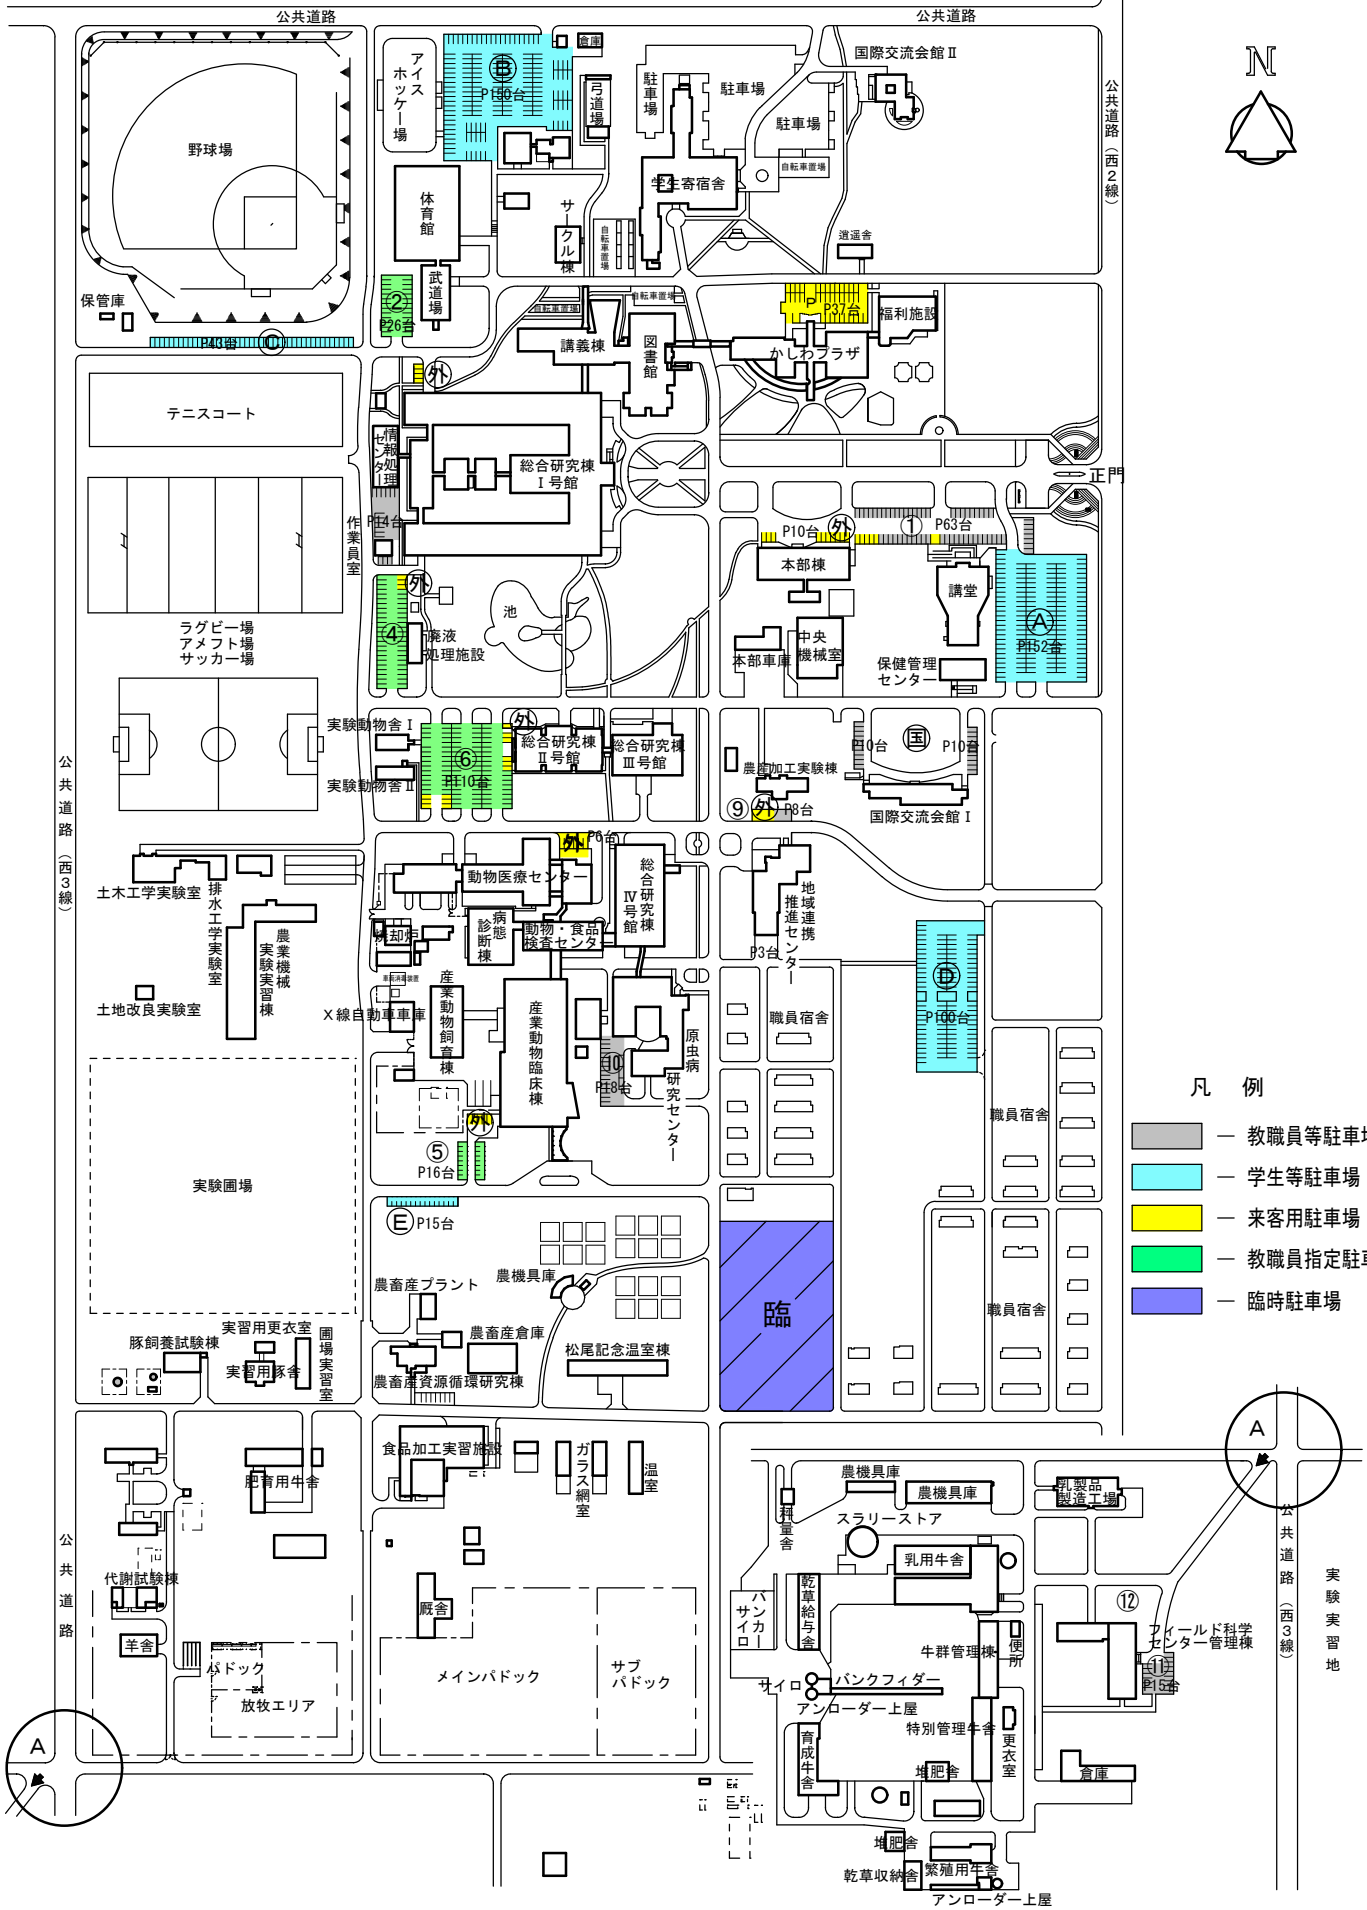 公共道路
公共道路
N
公共道路（西２線）
アイスホッケー場
Ⓑ
P150台
倉庫
弓道場
駐車場
駐車場
駐車場
自転車置場
国際交流会館Ⅱ
野球場
学生寄宿舎
体育館
サークル棟
自転車置場
逍遥舎
武道場
②
P26台
保管庫
P43台
Ⓒ
自転車置場
自転車置場
P
P37台
福利施設
講義棟
図書館
かしわプラザ
外
テニスコート
情報処理センター
総合研究棟
Ⅰ号館
正門
P14台
作業員室
P10台
外
①
P63台
本部棟
講堂
外
池
Ⓐ
P152台
④
廃液
処理施設
ラグビー場
アメフト場
サッカー場
本部車庫
中央
機械室
保健管理
センター
実験動物舎Ⅰ
外
⑥
P110台
総合研究棟
Ⅱ号館
総合研究棟
Ⅲ号館
P10台
国
P10台
実験動物舎Ⅱ
農産加工実験棟
⑨
外
P8台
国際交流会館Ⅰ
公共道路（西３線）
外
P6台
土木工学実験室
排水工学実験室
動物医療センター
総合研究棟
Ⅳ号館
地域連携
推進センター
P3台
農業機械
実験実習棟
焼却炉
病態
診断棟
動物・食品
検査センター
Ⓓ
P100台
車両消毒装置
土地改良実験室
X線自動車車庫
産業動物飼育棟
産業動物臨床棟
原虫病
研究センター
職員宿舎
⑩
P18台
凡　例
― 教職員等駐車場
― 学生等駐車場
― 来客用駐車場
― 教職員指定駐車
― 臨時駐車場
職員宿舎
外
⑤
P16台
実験圃場
Ⓔ
P15台
農機具庫
農畜産プラント
臨
職員宿舎
実習用更衣室
圃場実習室
豚飼養試験棟
実習用豚舎
農畜産倉庫
松尾記念温室棟
農畜産資源循環研究棟
A
食品加工実習施設
ガラス網室
温室
肥育用牛舎
農機具庫
農機具庫
乳製品
製造工場
秤量舎
スラリーストア
公共道路
公共道路（西３線）
実験実習地
乳用牛舎
代謝試験棟
厩舎
バンカーサイロ
乾草給与舎
⑫
羊舎
パドック
メインパドック
サブ
パドック
牛群管理棟
便所
フィールド科学
センター管理棟
⑪
P15台
サイロ
バンクフィダー
アンローダー上屋
放牧エリア
特別管理牛舎
A
育成牛舎
更衣室
堆肥舎
倉庫
堆肥舎
乾草収納舎
繁殖用牛舎
アンローダー上屋